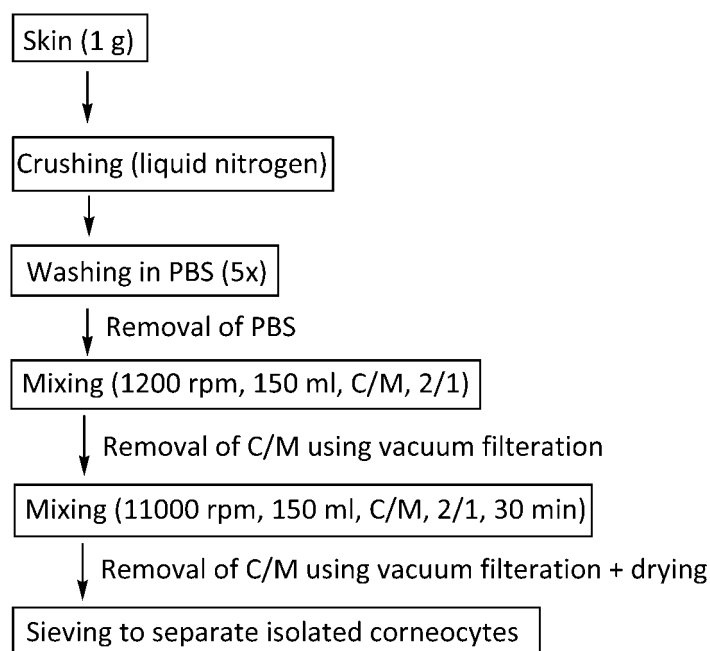 Skin (1 g)
Crushing (liquid nitrogen)
Washing in PBS (5x)
Removal of PBS
Mixing (1200 rpm, 150 ml, C/M, 2/1)
Removal of C/M using vacuum filteration
Mixing (11000 rpm, 150 ml, C/M, 2/1, 30 min)
Removal of C/M using vacuum filteration + drying
Sieving to separate isolated corneocytes